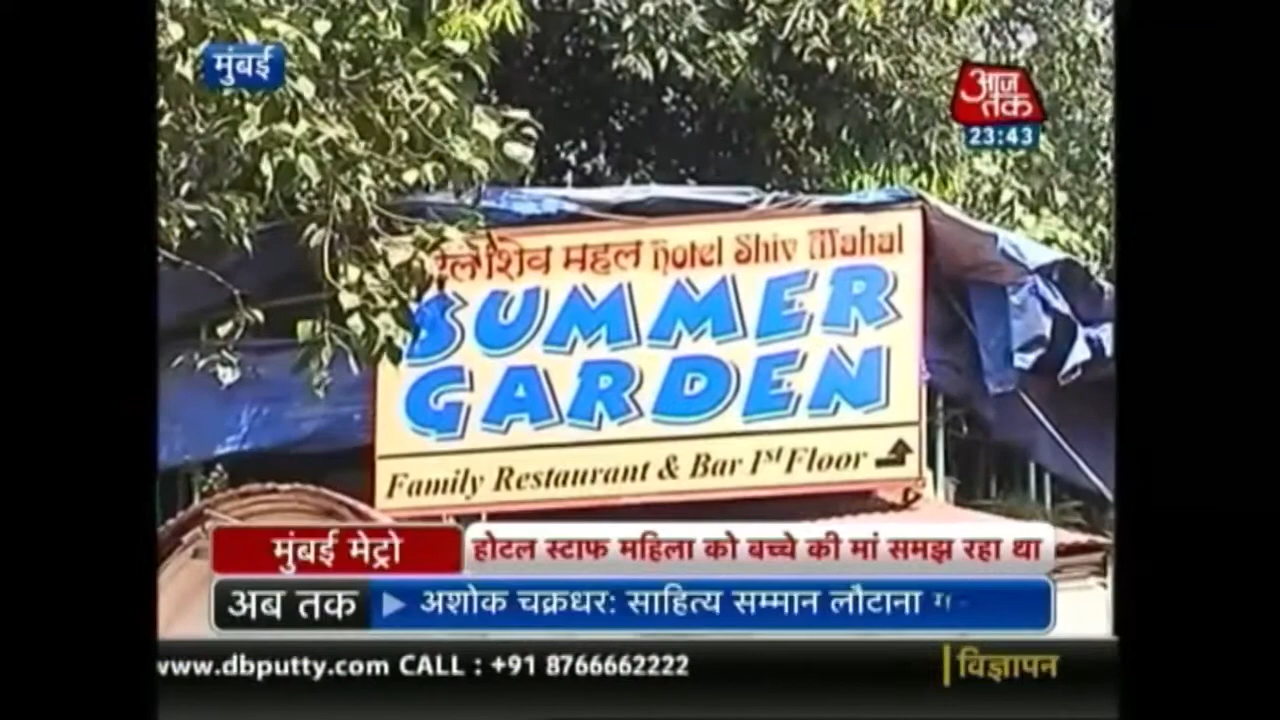 मुंबई
आज
तक
23:43
शिव महल Hotel Shiv Mahal
SUMMER
GARDEN
Family Restaurant & Bar 1st Floor
मुंबई मेट्रो
होटल स्टाफ महिला को बच्चे की मां समझ रहा था
अब तक
अशोक चक्रधर: साहित्य सम्मान लौटाना
www.dbputty.com CALL : +91 8766662222
विज्ञापन